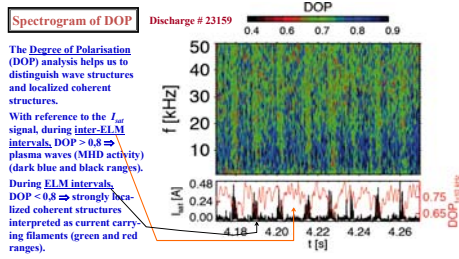 Spectrogram of DOP
Discharge # 23159
The Degree of Polarisation
(DOP) analysis helps us to
distinguish wave structures
and localized coherent
structures.
With reference to the Isat
signal, during inter-ELM
intervals, DOP > 0,8 ⇒
plasma waves (MHD activity)
(dark blue and black ranges).
During ELM intervals,
DOP < 0,8 ⇒ strongly loca-
lized coherent structures
interpreted as current carry-
ing filaments (green and red
ranges).
DOP
0.4 0.6 0.7 0.8 0.9
f [kHz]
50
40
30
20
10
Isat [A]
0.48
0.24
0.00
0.75
0.65
4.18 4.20 4.22 4.24 4.26
t [s]